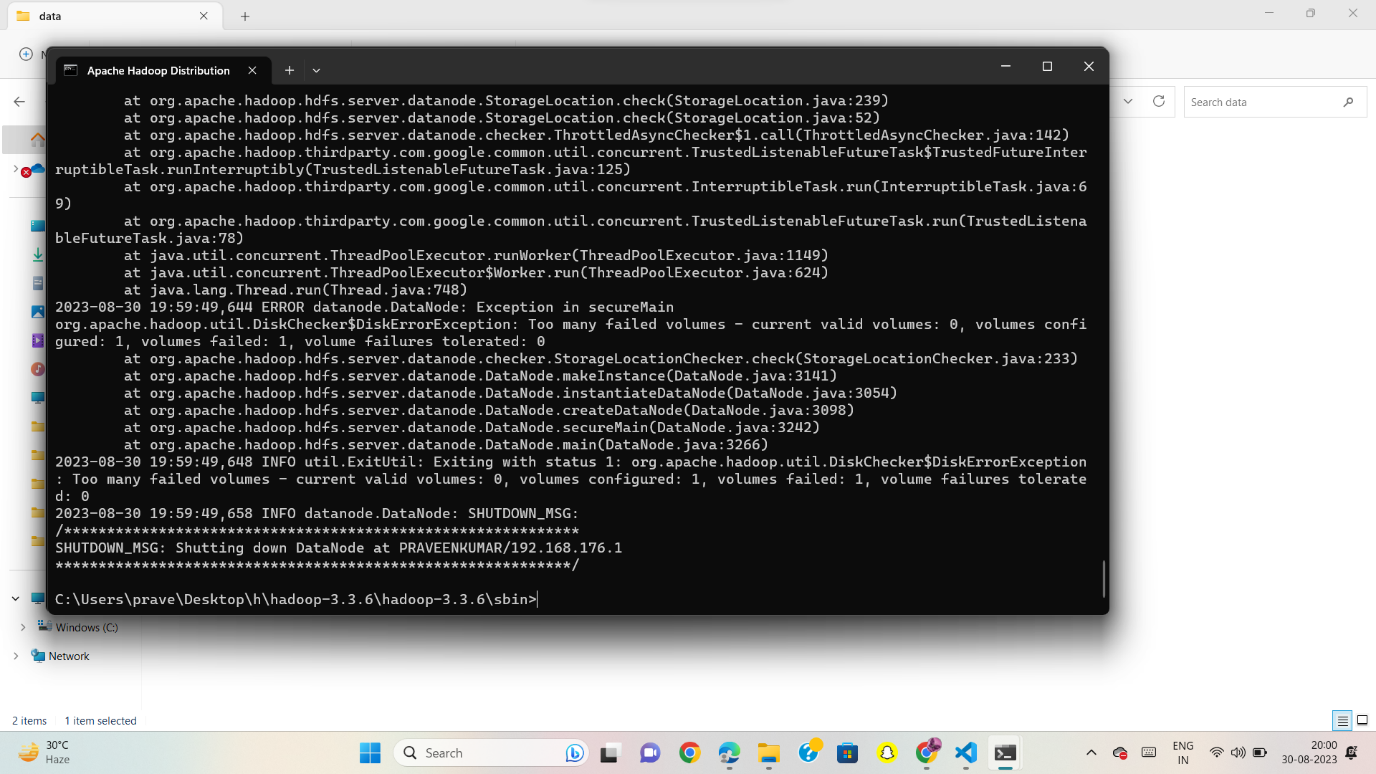 data
N
Apache Hadoop Distribution
Search data
at org.apache.hadoop.hdfs.server.datanode.StorageLocation.check(StorageLocation.java:239)
at org.apache.hadoop.hdfs.server.datanode.StorageLocation.check(StorageLocation.java:52)
at org.apache.hadoop.hdfs.server.datanode.checker.ThrottledAsyncChecker$1.call(ThrottledAsyncChecker.java:142)
at org.apache.hadoop.thirdparty.com.google.common.util.concurrent.TrustedListenableFutureTask$TrustedFutureInter
ruptibleTask.runInterruptibly(TrustedListenableFutureTask.java:125)
at org.apache.hadoop.thirdparty.com.google.common.util.concurrent.InterruptibleTask.run(InterruptibleTask.java:6
9)
at org.apache.hadoop.thirdparty.com.google.common.util.concurrent.TrustedListenableFutureTask.run(TrustedListena
bleFutureTask.java:78)
at java.util.concurrent.ThreadPoolExecutor.runWorker(ThreadPoolExecutor.java:1149)
at java.util.concurrent.ThreadPoolExecutor$Worker.run(ThreadPoolExecutor.java:624)
at java.lang.Thread.run(Thread.java:748)
2023-08-30 19:59:49,644 ERROR datanode.DataNode: Exception in secureMain
org.apache.hadoop.util.DiskChecker$DiskErrorException: Too many failed volumes - current valid volumes: 0, volumes confi
gured: 1, volumes failed: 1, volume failures tolerated: 0
at org.apache.hadoop.hdfs.server.datanode.checker.StorageLocationChecker.check(StorageLocationChecker.java:233)
at org.apache.hadoop.hdfs.server.datanode.DataNode.makeInstance(DataNode.java:3141)
at org.apache.hadoop.hdfs.server.datanode.DataNode.instantiateDataNode(DataNode.java:3054)
at org.apache.hadoop.hdfs.server.datanode.DataNode.createDataNode(DataNode.java:3098)
at org.apache.hadoop.hdfs.server.datanode.DataNode.secureMain(DataNode.java:3242)
at org.apache.hadoop.hdfs.server.datanode.DataNode.main(DataNode.java:3266)
2023-08-30 19:59:49,648 INFO util.ExitUtil: Exiting with status 1: org.apache.hadoop.util.DiskChecker$DiskErrorException
: Too many failed volumes - current valid volumes: 0, volumes configured: 1, volumes failed: 1, volume failures tolerate
d: 0
2023-08-30 19:59:49,658 INFO datanode.DataNode: SHUTDOWN_MSG:
/************************************************************
SHUTDOWN_MSG: Shutting down DataNode at PRAVEENKUMAR/192.168.176.1
************************************************************/
C:\Users\prave\Desktop\h\hadoop-3.3.6\hadoop-3.3.6\sbin>
Windows (C:)
Network
2 items 1 item selected
30°C
Haze
Search
ENG
IN
20:00
30-08-2023